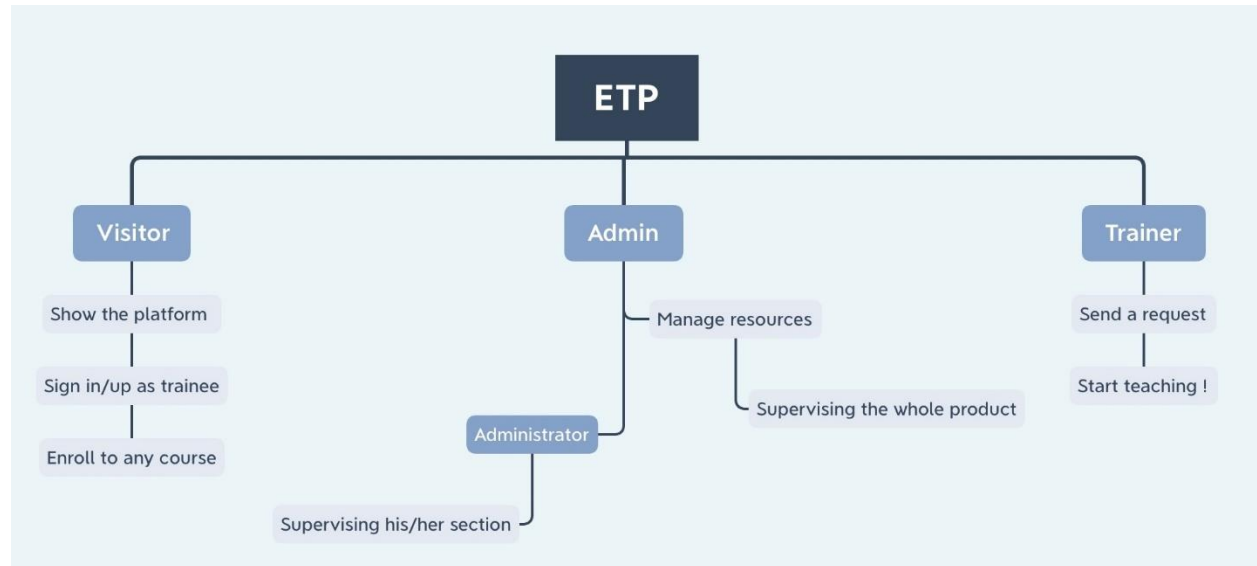 ETP
Visitor
Admin
Trainer
Show the platform
Manage resources
Send a request
Sign in/up as trainee
Supervising the whole product
Start teaching !
Administrator
Enroll to any course
Supervising his/her section